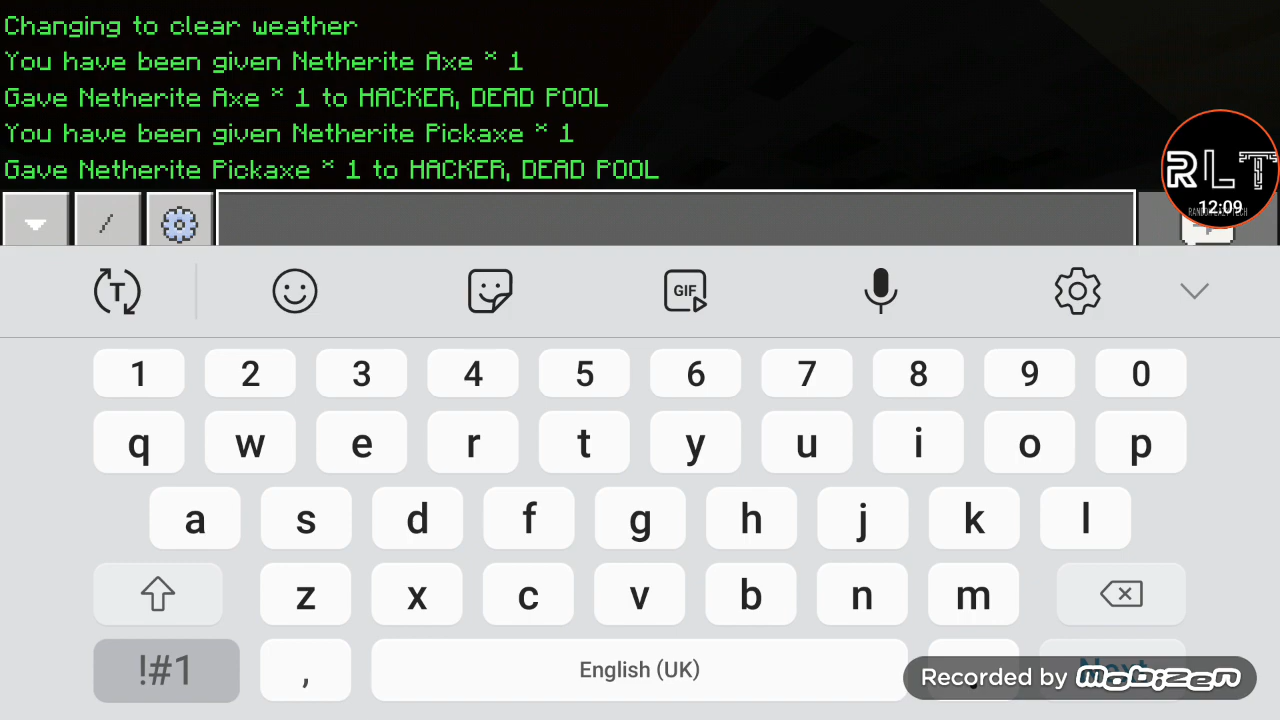 Changing to clear weather
You have been given Netherite Axe * 1
Gave Netherite Axe * 1 to HACKER, DEAD POOL
You have been given Netherite Pickaxe * 1
Gave Netherite Pickaxe * 1 to HACKER, DEAD POOL
RLT
12:09
/
T
GIF
1 2 3 4 5 6 7 8 9 0
q w e r t y u i o p
a s d f g h j k l
z x c v b n m
!#1 , English (UK) Next
Recorded by mobizen